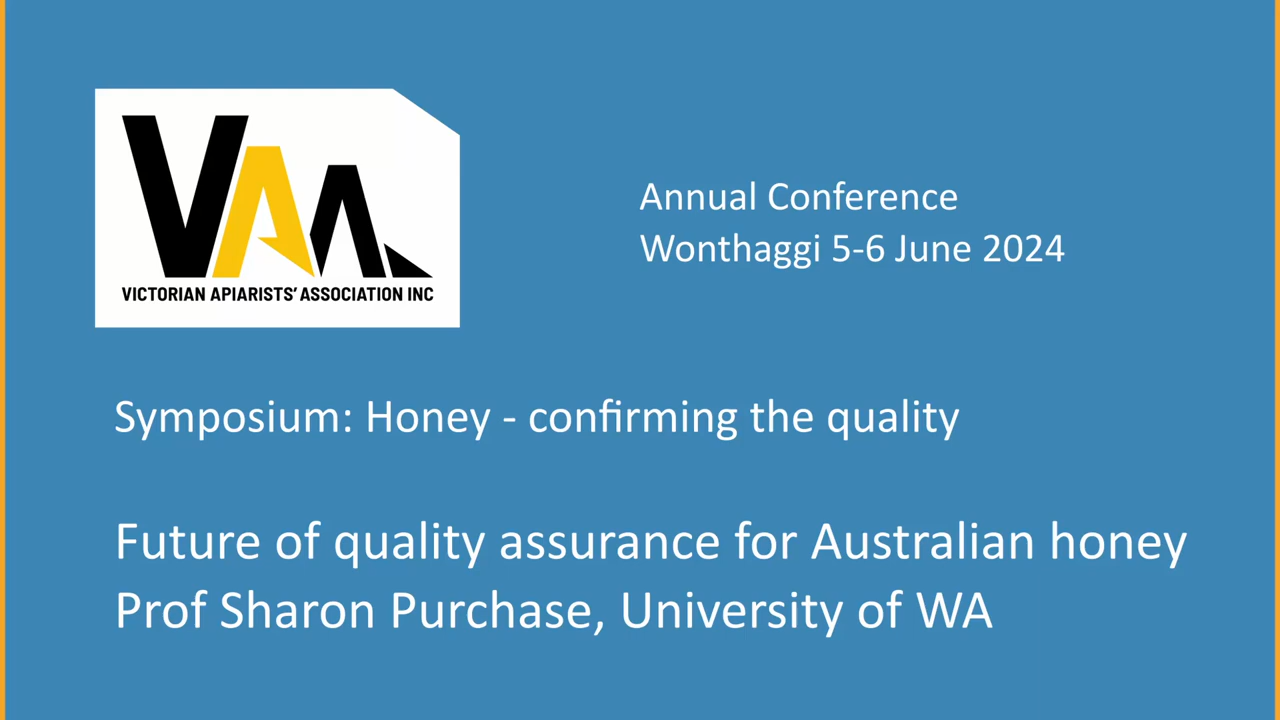 VAA
VICTORIAN APIARISTS' ASSOCIATION INC
Annual Conference
Wonthaggi 5-6 June 2024
Symposium: Honey - confirming the quality
Future of quality assurance for Australian honey
Prof Sharon Purchase, University of WA